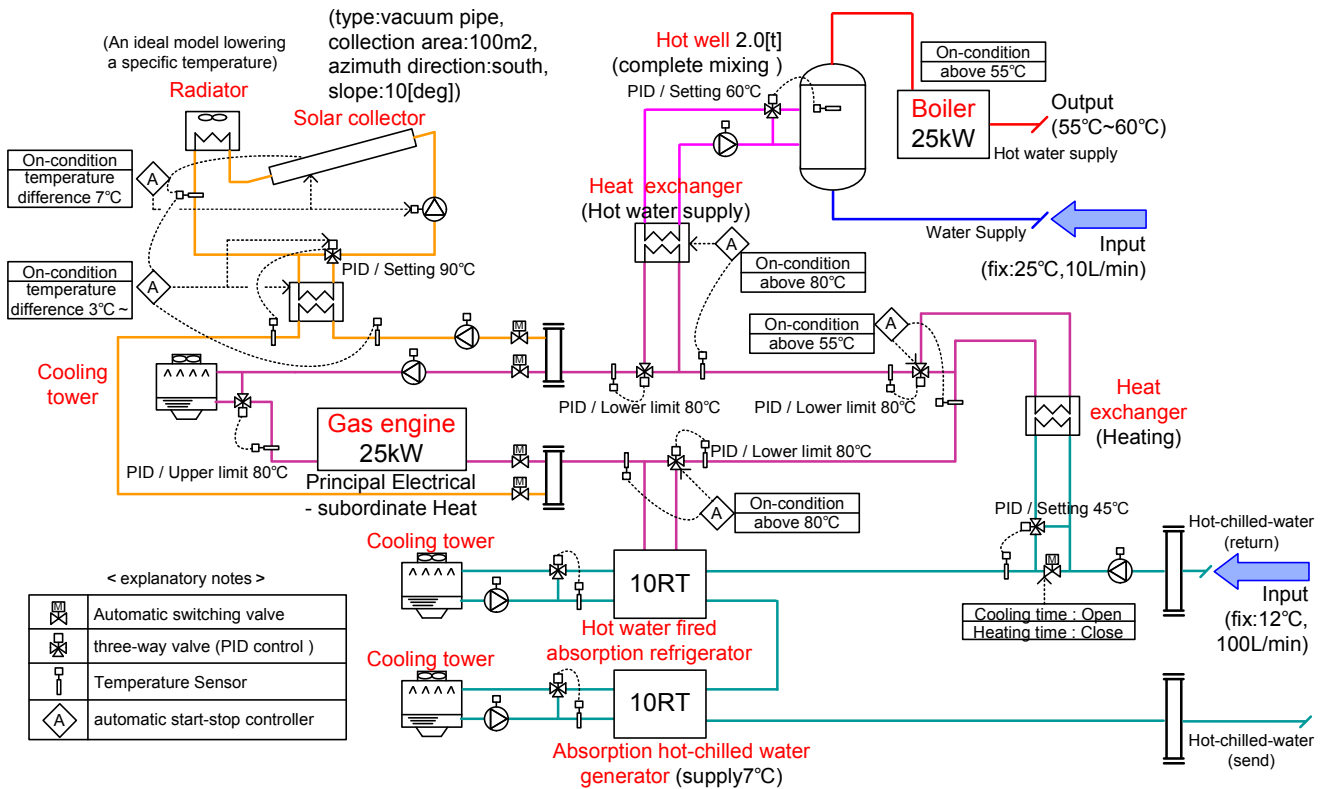 (An ideal model lowering
a specific temperature)
Radiator
(type:vacuum pipe,
collection area:100m2,
azimuth direction:south,
slope:10[deg])
Solar collector
On-condition
temperature
difference 7℃
A
On-condition
temperature
difference 3℃ ~
A
PID / Setting 90℃
Hot well 2.0[t]
(complete mixing )
PID / Setting 60℃
On-condition
above 55℃
Boiler
25kW
Output
(55℃~60℃)
Hot water supply
Heat exchanger
(Hot water supply)
A
On-condition
above 80℃
Water Supply
Input
(fix:25℃,10L/min)
On-condition
above 55℃
A
Cooling
tower
M
M
PID / Lower limit 80℃
PID / Lower limit 80℃
Heat
exchanger
(Heating)
Gas engine
25kW
PID / Upper limit 80℃
Principal Electrical
- subordinate Heat
M
M
PID / Lower limit 80℃
A
On-condition
above 80℃
PID / Setting 45℃
M
Hot-chilled-water
(return)
Input
(fix:12℃,
100L/min)
Cooling time : Open
Heating time : Close
Cooling tower
10RT
Hot water fired
absorption refrigerator
Cooling tower
10RT
Absorption hot-chilled water
generator (supply7℃)
Hot-chilled-water
(send)
< explanatory notes >
M
Automatic switching valve
three-way valve (PID control )
Temperature Sensor
A
automatic start-stop controller